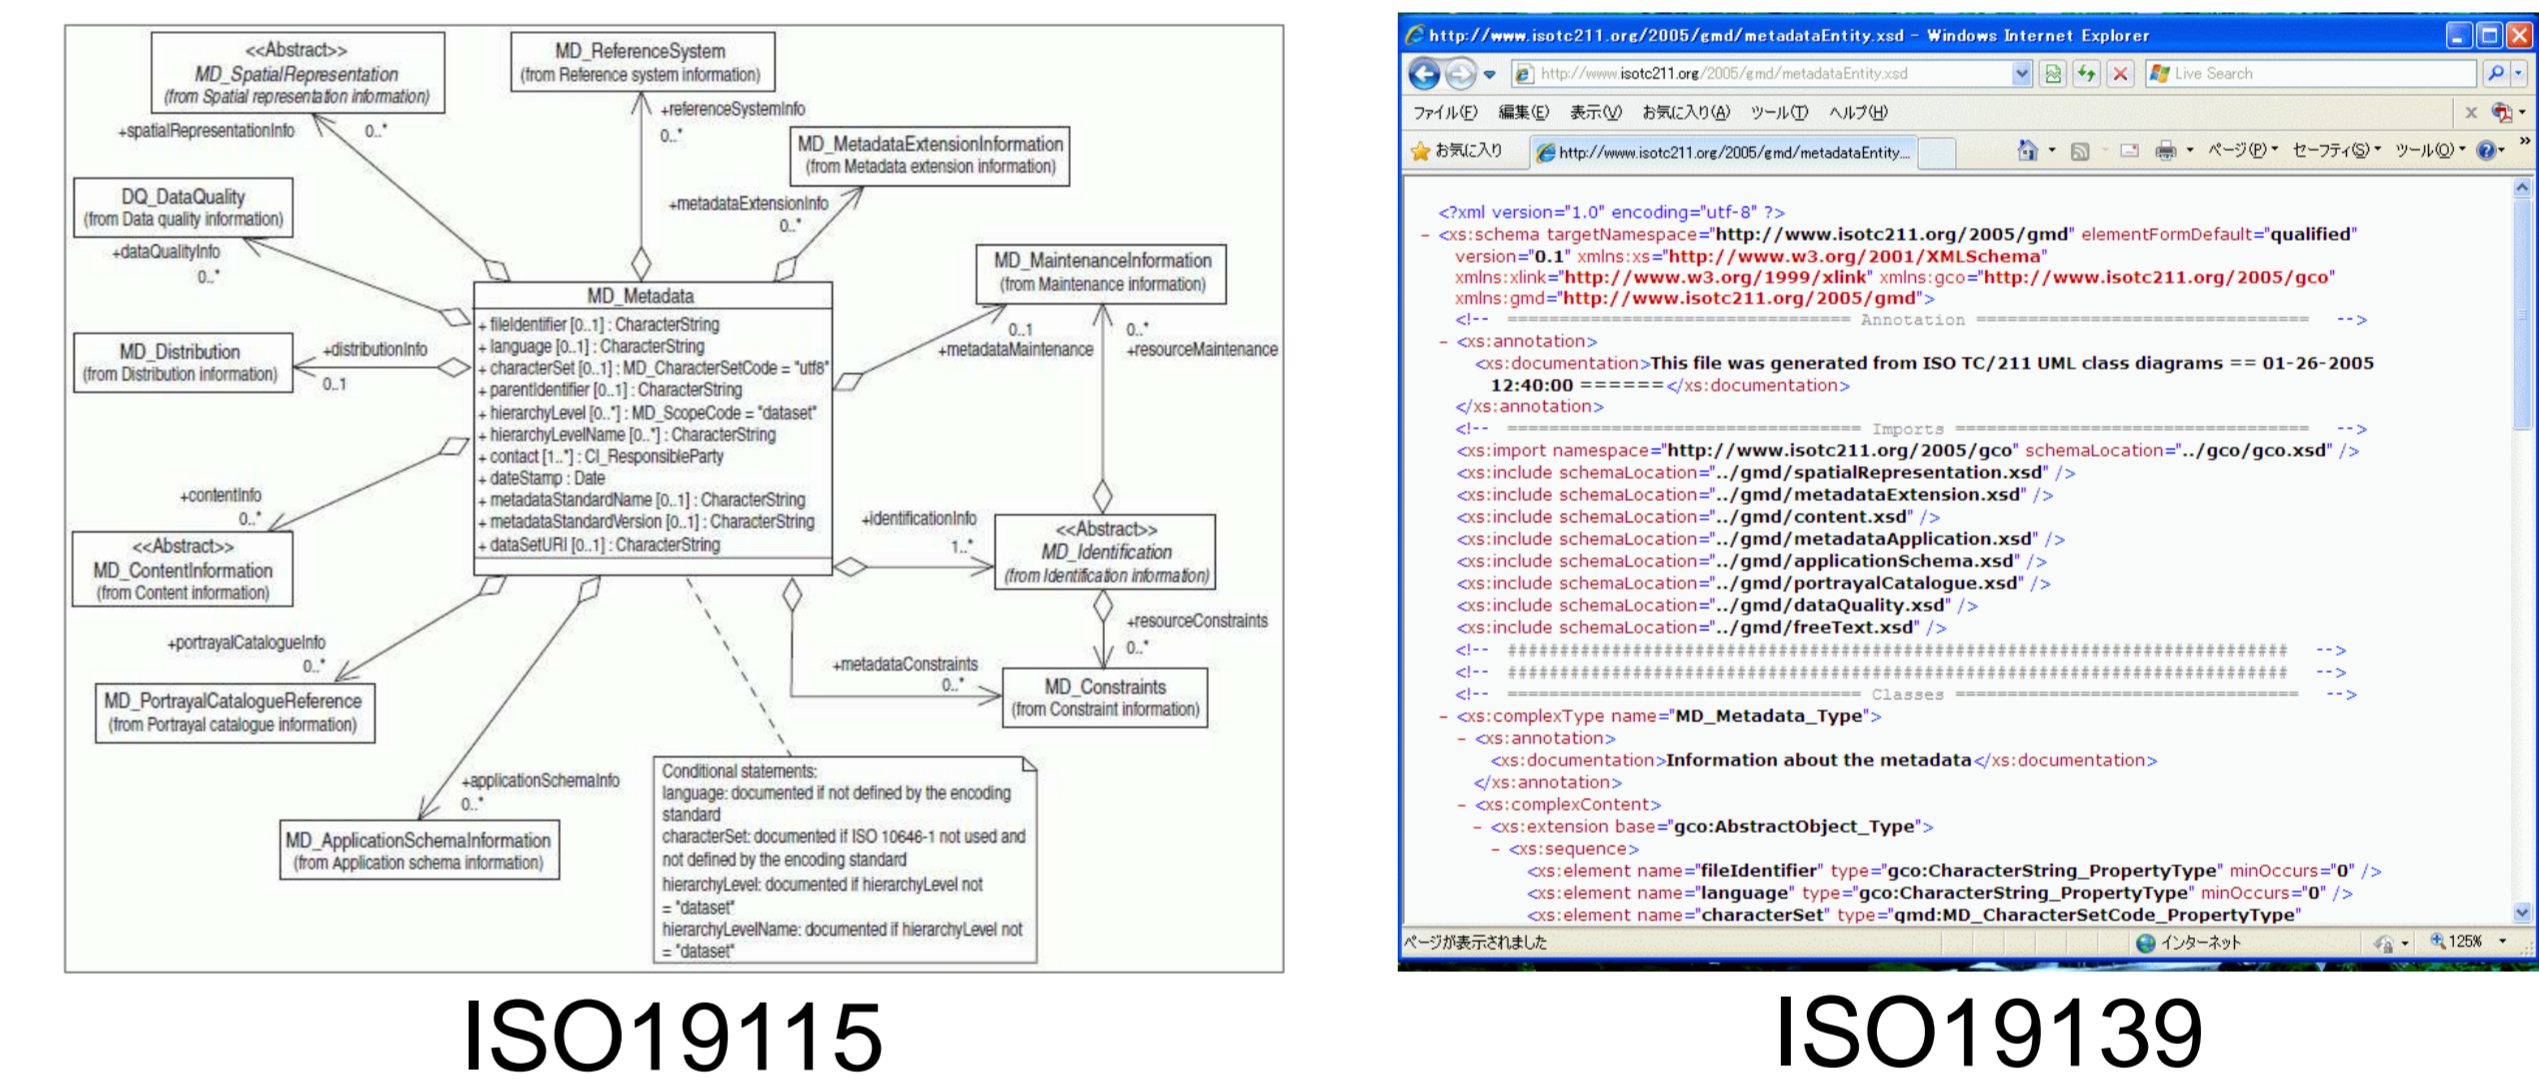 <<Abstract>>
MD_SpatialRepresentation
(from Spatial representation information)
MD_ReferenceSystem
(from Reference system information)
+spatialRepresentationInfo
0..*
+referenceSystemInfo
0..*
MD_MetadataExtensionInformation
(from Metadata extension information)
DQ_DataQuality
(from Data quality information)
+metadataExtensionInfo
0..*
+dataQualityInfo
0..*
MD_MaintenanceInformation
(from Maintenance information)
MD_Metadata
+ fileIdentifier [0..1] : CharacterString
+ language [0..1] : CharacterString
+ characterSet [0..1] : MD_CharacterSetCode = "utf8"
+ parentIdentifier [0..1] : CharacterString
+ hierarchyLevel [0..*] : MD_ScopeCode = "dataset"
+ hierarchyLevelName [0..*] : CharacterString
+ contact [1..*] : CI_ResponsibleParty
+ dateStamp : Date
+ metadataStandardName [0..1] : CharacterString
+ metadataStandardVersion [0..1] : CharacterString
+ dataSetURI [0..1] : CharacterString
0..1
+metadataMaintenance
0..*
+resourceMaintenance
MD_Distribution
(from Distribution information)
+distributionInfo
0..1
+contentInfo
0..*
<<Abstract>>
MD_ContentInformation
(from Content information)
+identificationInfo
1..*
<<Abstract>>
MD_Identification
(from Identification information)
+resourceConstraints
0..*
+portrayalCatalogueInfo
0..*
+metadataConstraints
0..*
MD_PortrayalCatalogueReference
(from Portrayal catalogue information)
MD_Constraints
(from Constraint information)
+applicationSchemaInfo
0..*
MD_ApplicationSchemaInformation
(from Application schema information)
Conditional statements:
language: documented if not defined by the encoding
standard
characterSet: documented if ISO 10646-1 not used and
not defined by the encoding standard
hierarchyLevel: documented if hierarchyLevel not
= "dataset"
hierarchyLevelName: documented if hierarchyLevel not
= "dataset"
ISO19115
http://www.isotc211.org/2005/gmd/metadataEntity.xsd - Windows Internet Explorer
http://www.isotc211.org/2005/gmd/metadataEntity.xsd
Live Search
ファイル(F) 編集(E) 表示(V) お気に入り(A) ツール(T) ヘルプ(H)
お気に入り http://www.isotc211.org/2005/gmd/metadataEntity.... ページ(P) セーフティ(S) ツール(O) »
<?xml version="1.0" encoding="utf-8" ?>
- <xs:schema targetNamespace="http://www.isotc211.org/2005/gmd" elementFormDefault="qualified"
version="0.1" xmlns:xs="http://www.w3.org/2001/XMLSchema"
xmlns:xlink="http://www.w3.org/1999/xlink" xmlns:gco="http://www.isotc211.org/2005/gco"
xmlns:gmd="http://www.isotc211.org/2005/gmd">
<!-- ================================= Annotation ================================ -->
- <xs:annotation>
<xs:documentation>This file was generated from ISO TC/211 UML class diagrams == 01-26-2005
12:40:00 ======</xs:documentation>
</xs:annotation>
<!-- ================================== Imports ================================== -->
<xs:import namespace="http://www.isotc211.org/2005/gco" schemaLocation="../gco/gco.xsd" />
<xs:include schemaLocation="../gmd/spatialRepresentation.xsd" />
<xs:include schemaLocation="../gmd/metadataExtension.xsd" />
<xs:include schemaLocation="../gmd/content.xsd" />
<xs:include schemaLocation="../gmd/metadataApplication.xsd" />
<xs:include schemaLocation="../gmd/applicationSchema.xsd" />
<xs:include schemaLocation="../gmd/portrayalCatalogue.xsd" />
<xs:include schemaLocation="../gmd/dataQuality.xsd" />
<xs:include schemaLocation="../gmd/freeText.xsd" />
<!-- ########################################################################### -->
<!-- ########################################################################### -->
<!-- ================================== Classes ================================= -->
- <xs:complexType name="MD_Metadata_Type">
- <xs:annotation>
<xs:documentation>Information about the metadata</xs:documentation>
</xs:annotation>
- <xs:complexContent>
- <xs:extension base="gco:AbstractObject_Type">
- <xs:sequence>
<xs:element name="fileIdentifier" type="gco:CharacterString_PropertyType" minOccurs="0" />
<xs:element name="language" type="gco:CharacterString_PropertyType" minOccurs="0" />
<xs:element name="characterSet" type="gmd:MD_CharacterSetCode_PropertyType"
ページが表示されました インターネット 125%
ISO19139